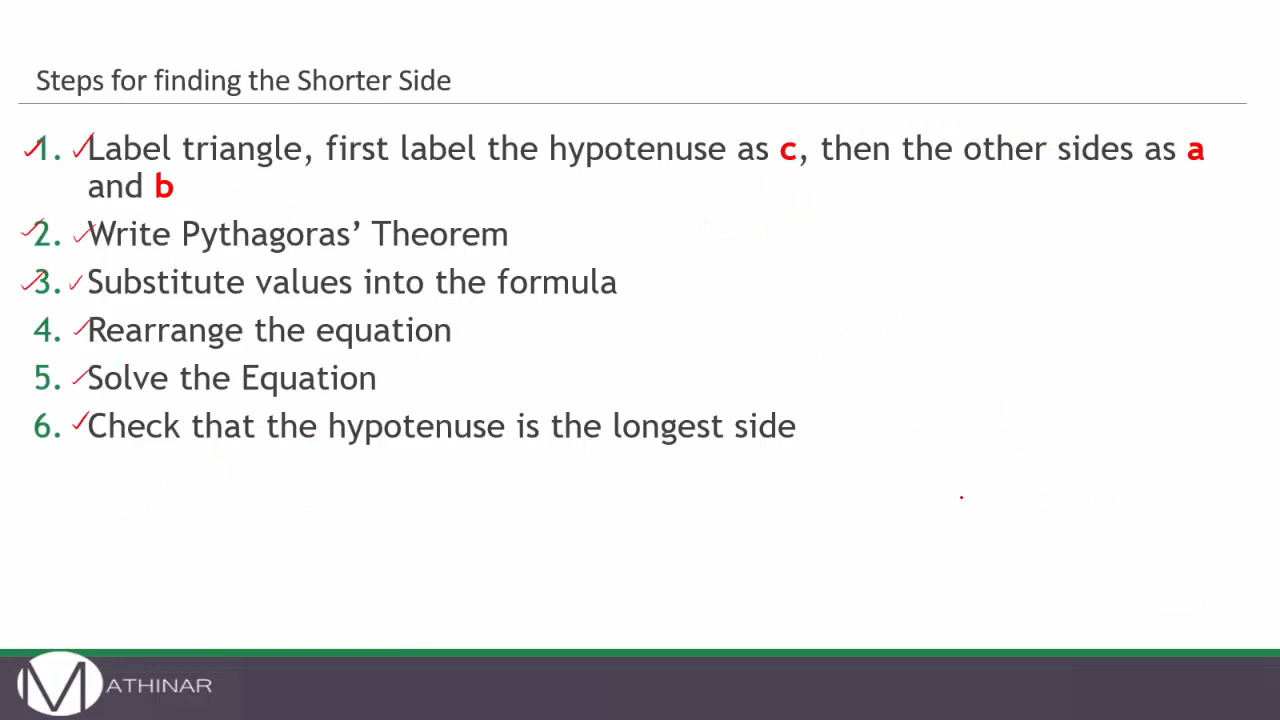 Steps for finding the Shorter Side
1. Label triangle, first label the hypotenuse as c, then the other sides as a
and b
2. Write Pythagoras’ Theorem
3. Substitute values into the formula
4. Rearrange the equation
5. Solve the Equation
6. Check that the hypotenuse is the longest side
MATHINAR